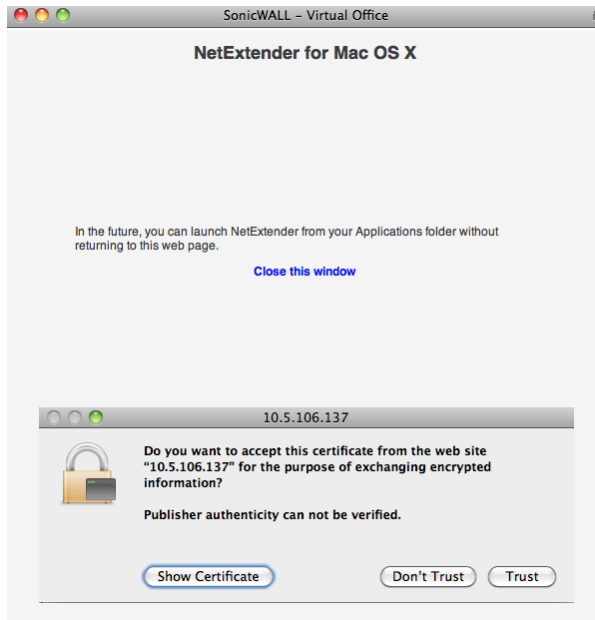 SonicWALL – Virtual Office
NetExtender for Mac OS X
In the future, you can launch NetExtender from your Applications folder without
returning to this web page.
Close this window
10.5.106.137
Do you want to accept this certificate from the web site
“10.5.106.137” for the purpose of exchanging encrypted
information?
Publisher authenticity can not be verified.
Show Certificate
Don't Trust
Trust